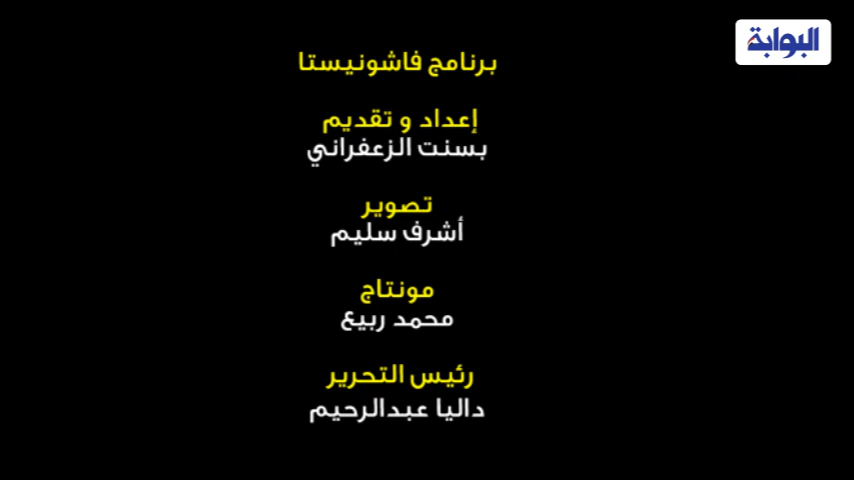 البوابة
برنامج فاشونيستا
إعداد و تقديم
بسنت الزعفراني
تصوير
أشرف سليم
مونتاج
محمد ربيع
رئيس التحرير
داليا عبدالرحيم